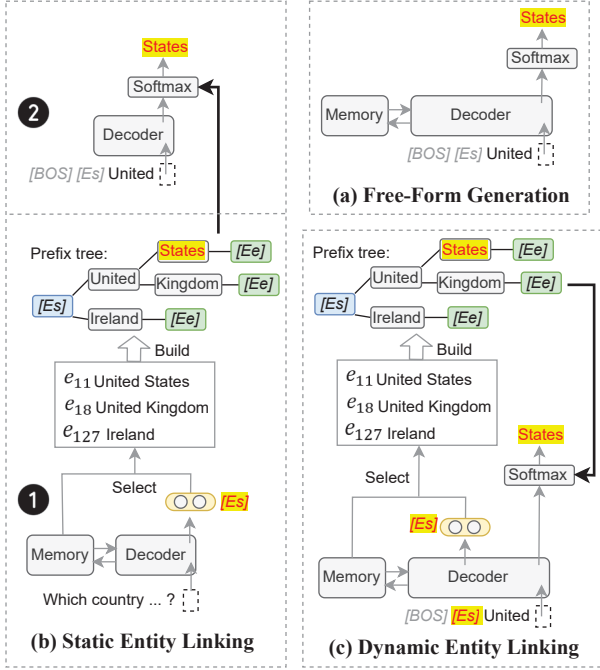 States
Softmax
2
Decoder
[BOS] [Es] United
Prefix tree:
States
[Ee]
United
Kingdom
[Ee]
[Es]
Ireland
[Ee]
Build
e11 United States
e18 United Kingdom
e127 Ireland
1
Select
[Es]
Memory
Decoder
Which country ... ?
(b) Static Entity Linking
States
Softmax
Memory
Decoder
[BOS] [Es] United
(a) Free-Form Generation
Prefix tree:
States
[Ee]
United
Kingdom
[Ee]
[Es]
Ireland
[Ee]
Build
e11 United States
e18 United Kingdom
e127 Ireland
States
Select
Softmax
[Es]
Memory
Decoder
[BOS] [Es] United
(c) Dynamic Entity Linking